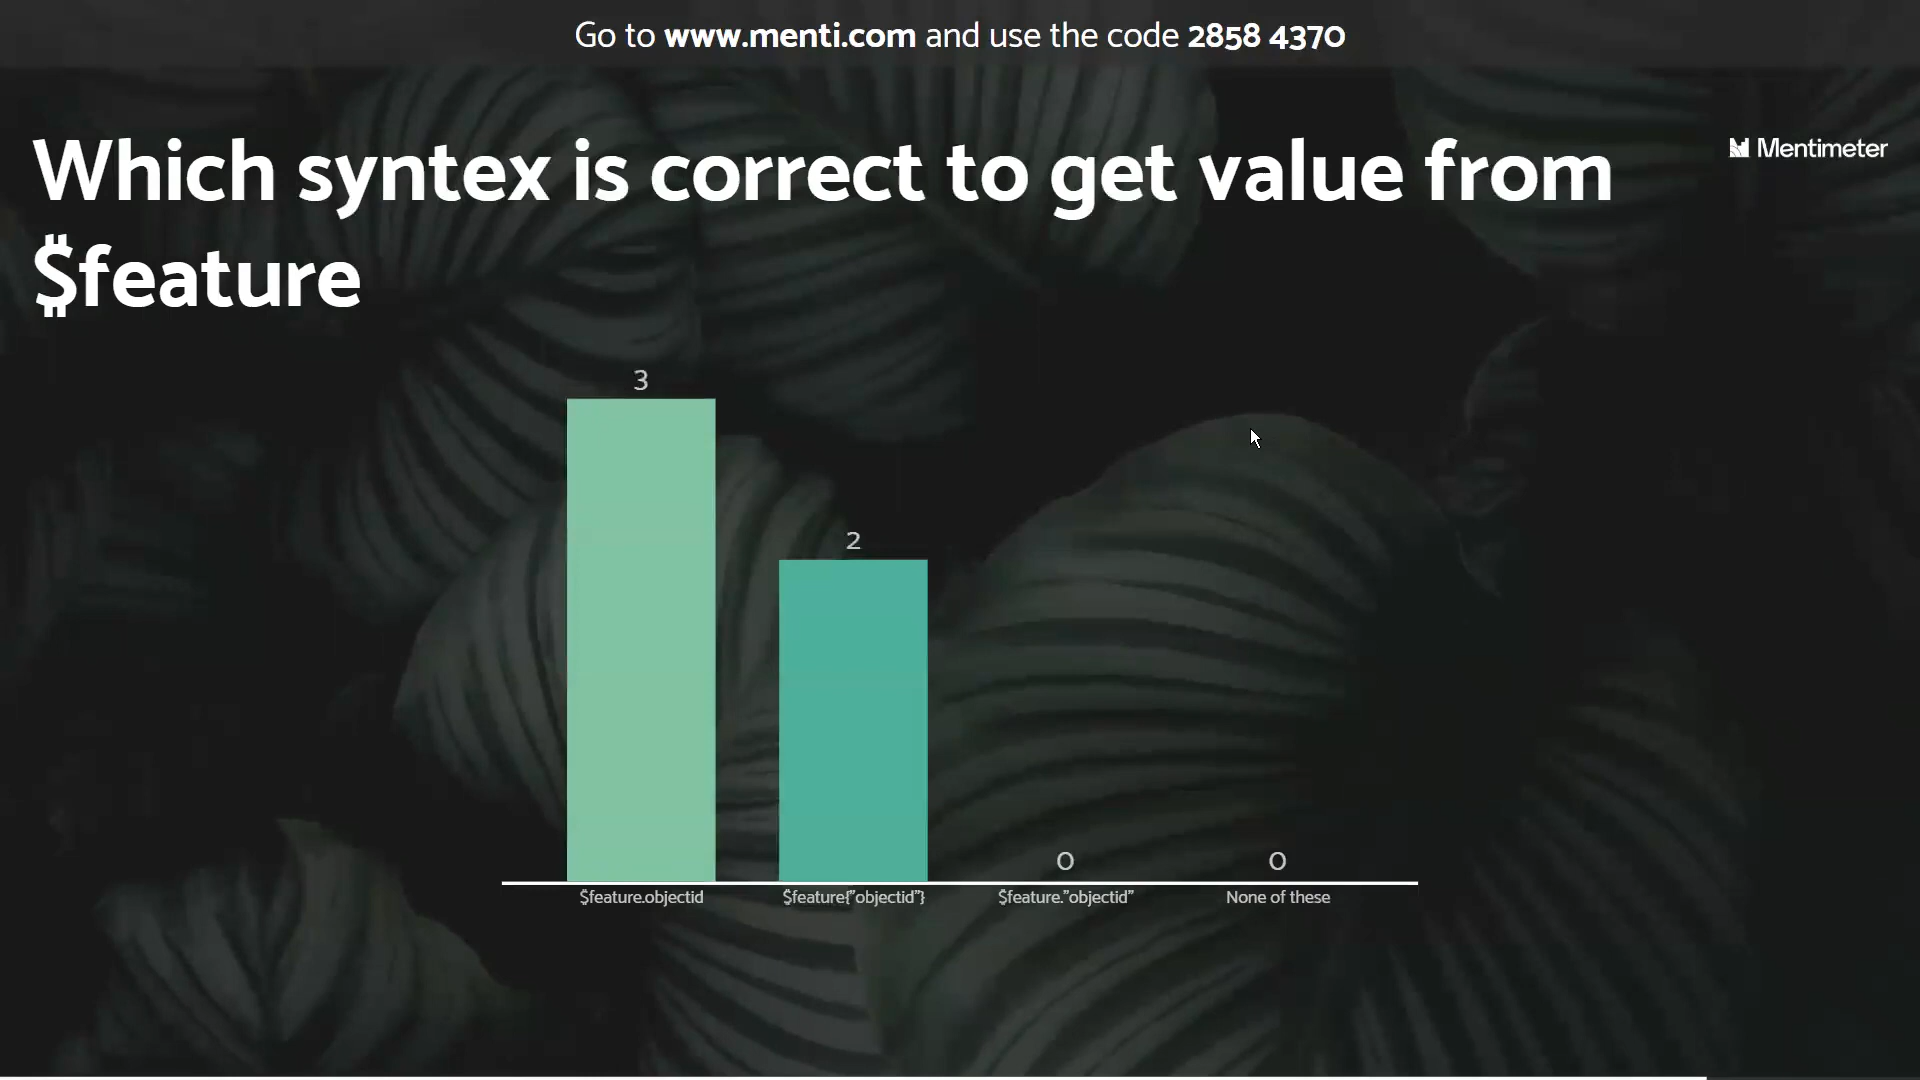 Go to www.menti.com and use the code 2858 4370
Which syntex is correct to get value from
$feature
Mentimeter
3
2
0
0
$feature.objectid
$feature{"objectid"}
$feature."objectid"
None of these